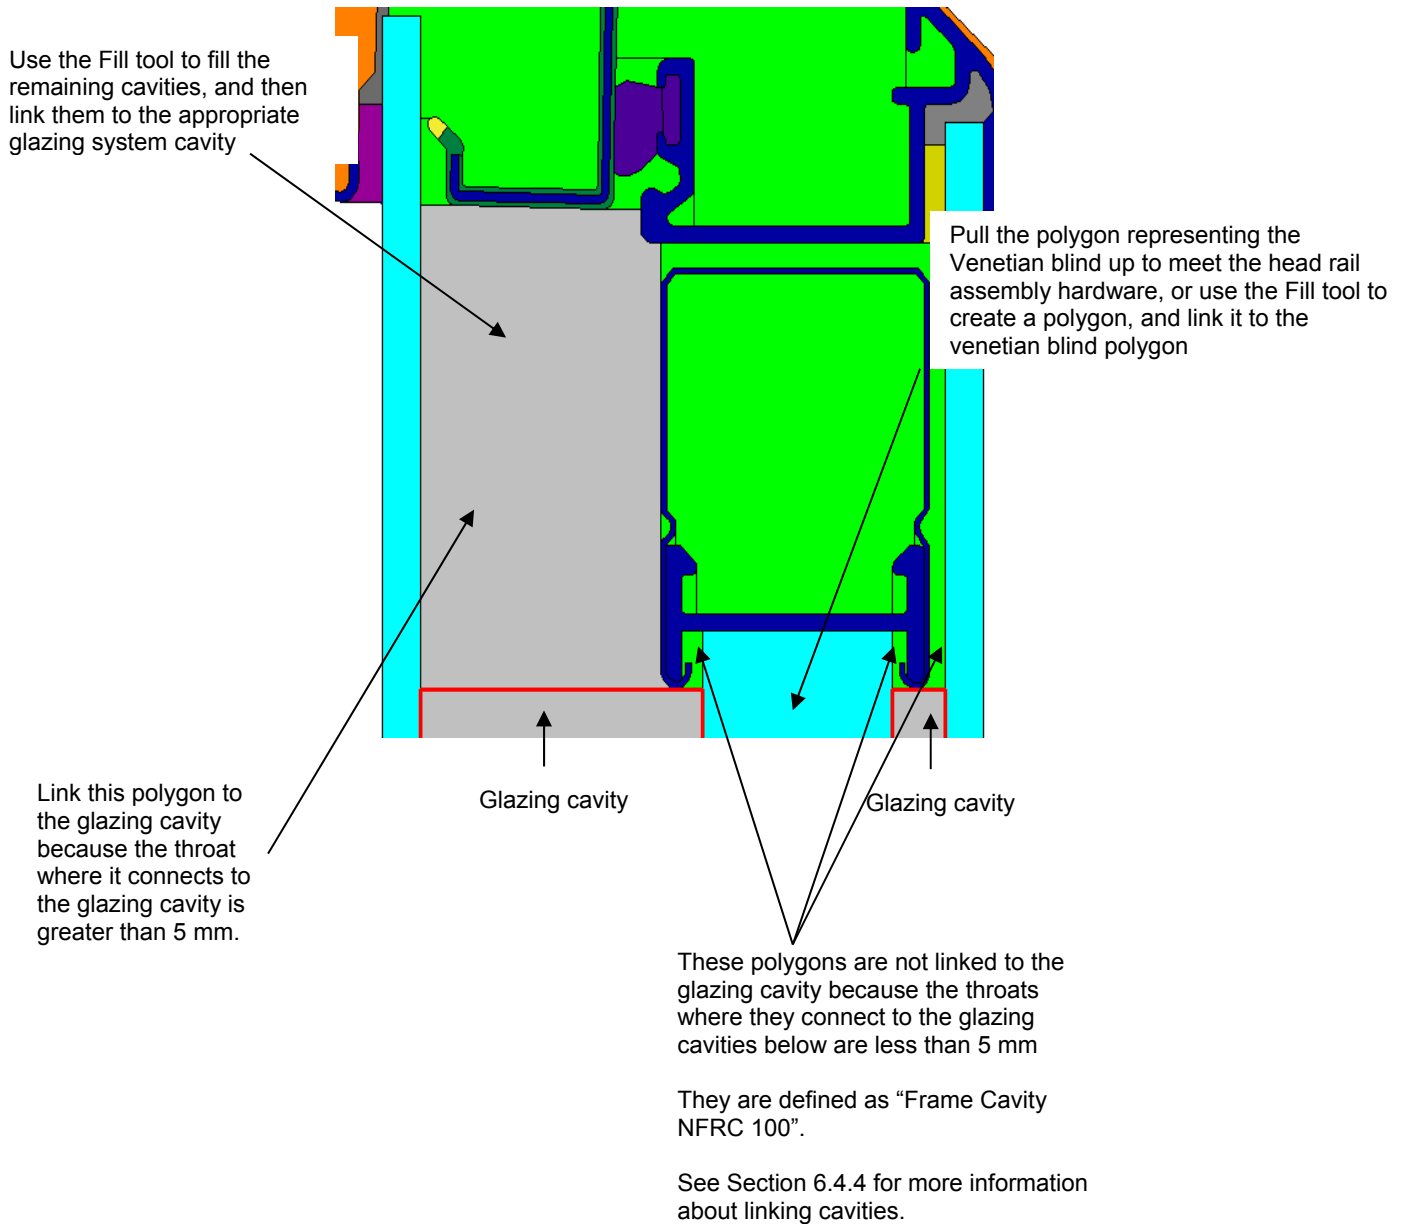 Use the Fill tool to fill the
remaining cavities, and then
link them to the appropriate
glazing system cavity
Pull the polygon representing the
Venetian blind up to meet the head rail
assembly hardware, or use the Fill tool to
create a polygon, and link it to the
venetian blind polygon
Link this polygon to
the glazing cavity
because the throat
where it connects to
the glazing cavity is
greater than 5 mm.
Glazing cavity
Glazing cavity
These polygons are not linked to the
glazing cavity because the throats
where they connect to the glazing
cavities below are less than 5 mm
They are defined as “Frame Cavity
NFRC 100”.
See Section 6.4.4 for more information
about linking cavities.